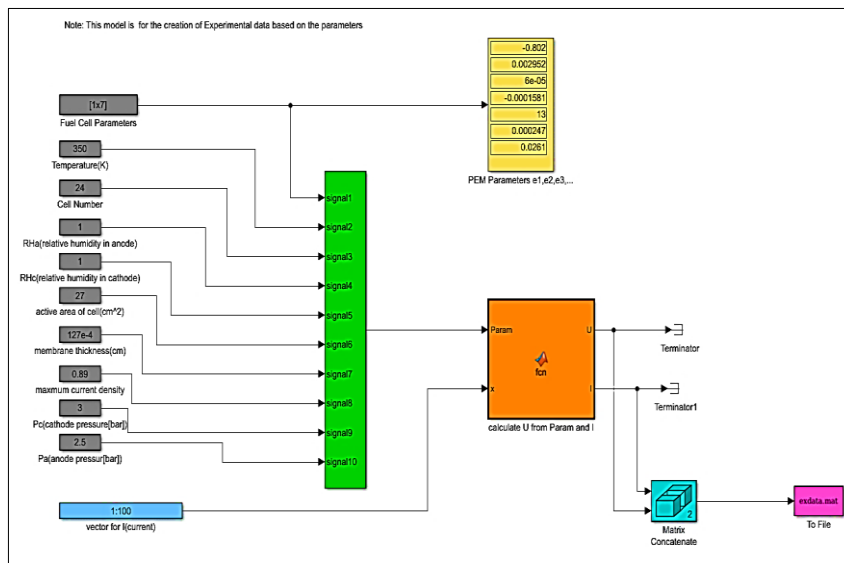 Note: This model is for the creation of Experimental data based on the parameters
-0.802
0.002952
6e-05
-0.0001581
13
0.000247
0.0261
PEM Parameters e1,e2,e3,...
[1x7]
Fuel Cell Parameters
350
Temperature(K)
24
Cell Number
1
RHa(relative humidity in anode)
1
RHc(relative humidity in cathode)
27
active area of cell(cm^2)
127e-4
membrane thickness(cm)
0.89
maxmum current density
3
Pc(cathode pressure[bar])
2.5
Pa(anode pressur[bar])
1:100
vector for I(current)
signal1
signal2
signal3
signal4
signal5
signal6
signal7
signal8
signal9
signal10
Param
x
fcn
U
I
calculate U from Param and I
Terminator
Terminator1
2
Matrix
Concatenate
exdata.mat
To File